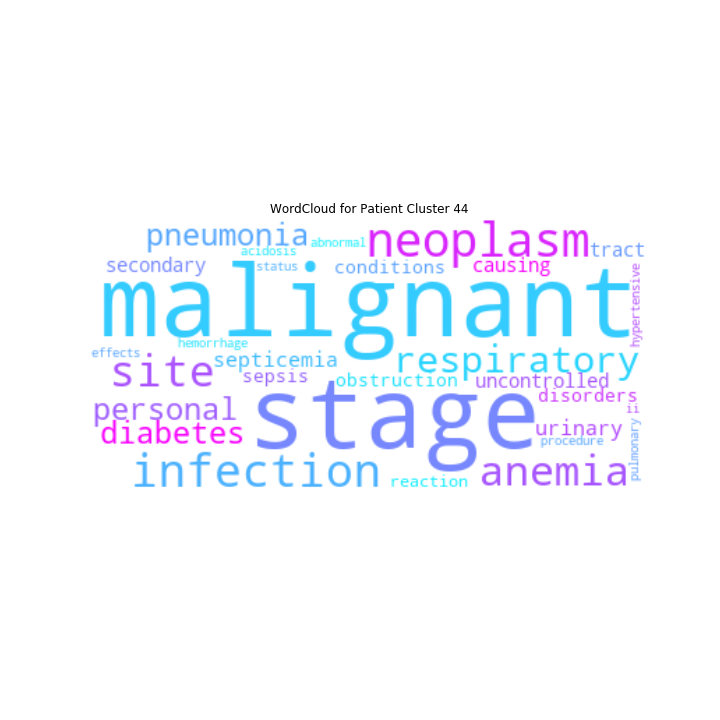 WordCloud for Patient Cluster 44
pneumonia abnormal neoplasm tract
acidosis
secondary status conditions causing
malignant hypertensive
hemorrhage
effects septicemia respiratory
site sepsis obstruction uncontrolled
personal stage disorders
ii
diabetes urinary
procedure pulmonary
infection reaction anemia